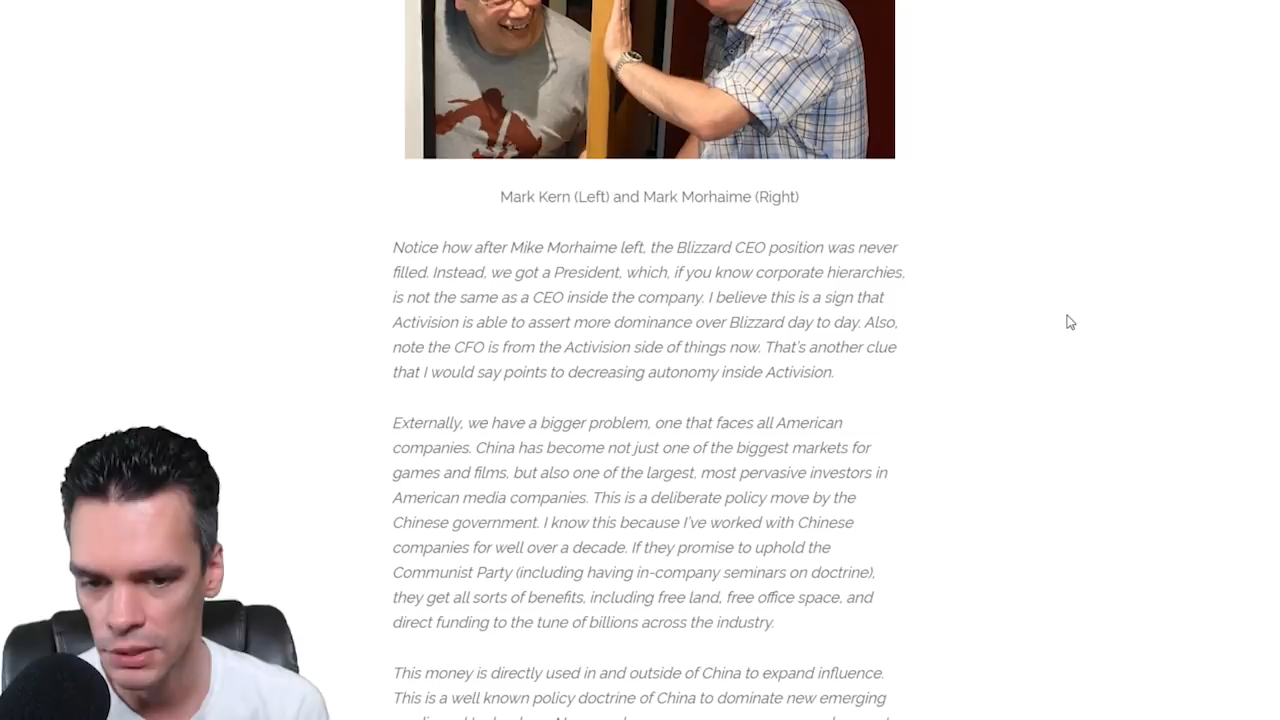 Mark Kern (Left) and Mark Morhaime (Right)
Notice how after Mike Morhaime left, the Blizzard CEO position was never
filled. Instead, we got a President, which, if you know corporate hierarchies,
is not the same as a CEO inside the company. I believe this is a sign that
Activision is able to assert more dominance over Blizzard day to day. Also,
note the CFO is from the Activision side of things now. That's another clue
that I would say points to decreasing autonomy inside Activision.
Externally, we have a bigger problem, one that faces all American
companies. China has become not just one of the biggest markets for
games and films, but also one of the largest, most pervasive investors in
American media companies. This is a deliberate policy move by the
Chinese government. I know this because I've worked with Chinese
companies for well over a decade. If they promise to uphold the
Communist Party (including having in-company seminars on doctrine),
they get all sorts of benefits, including free land, free office space, and
direct funding to the tune of billions across the industry.
This money is directly used in and outside of China to expand influence.
This is a well known policy doctrine of China to dominate new emerging